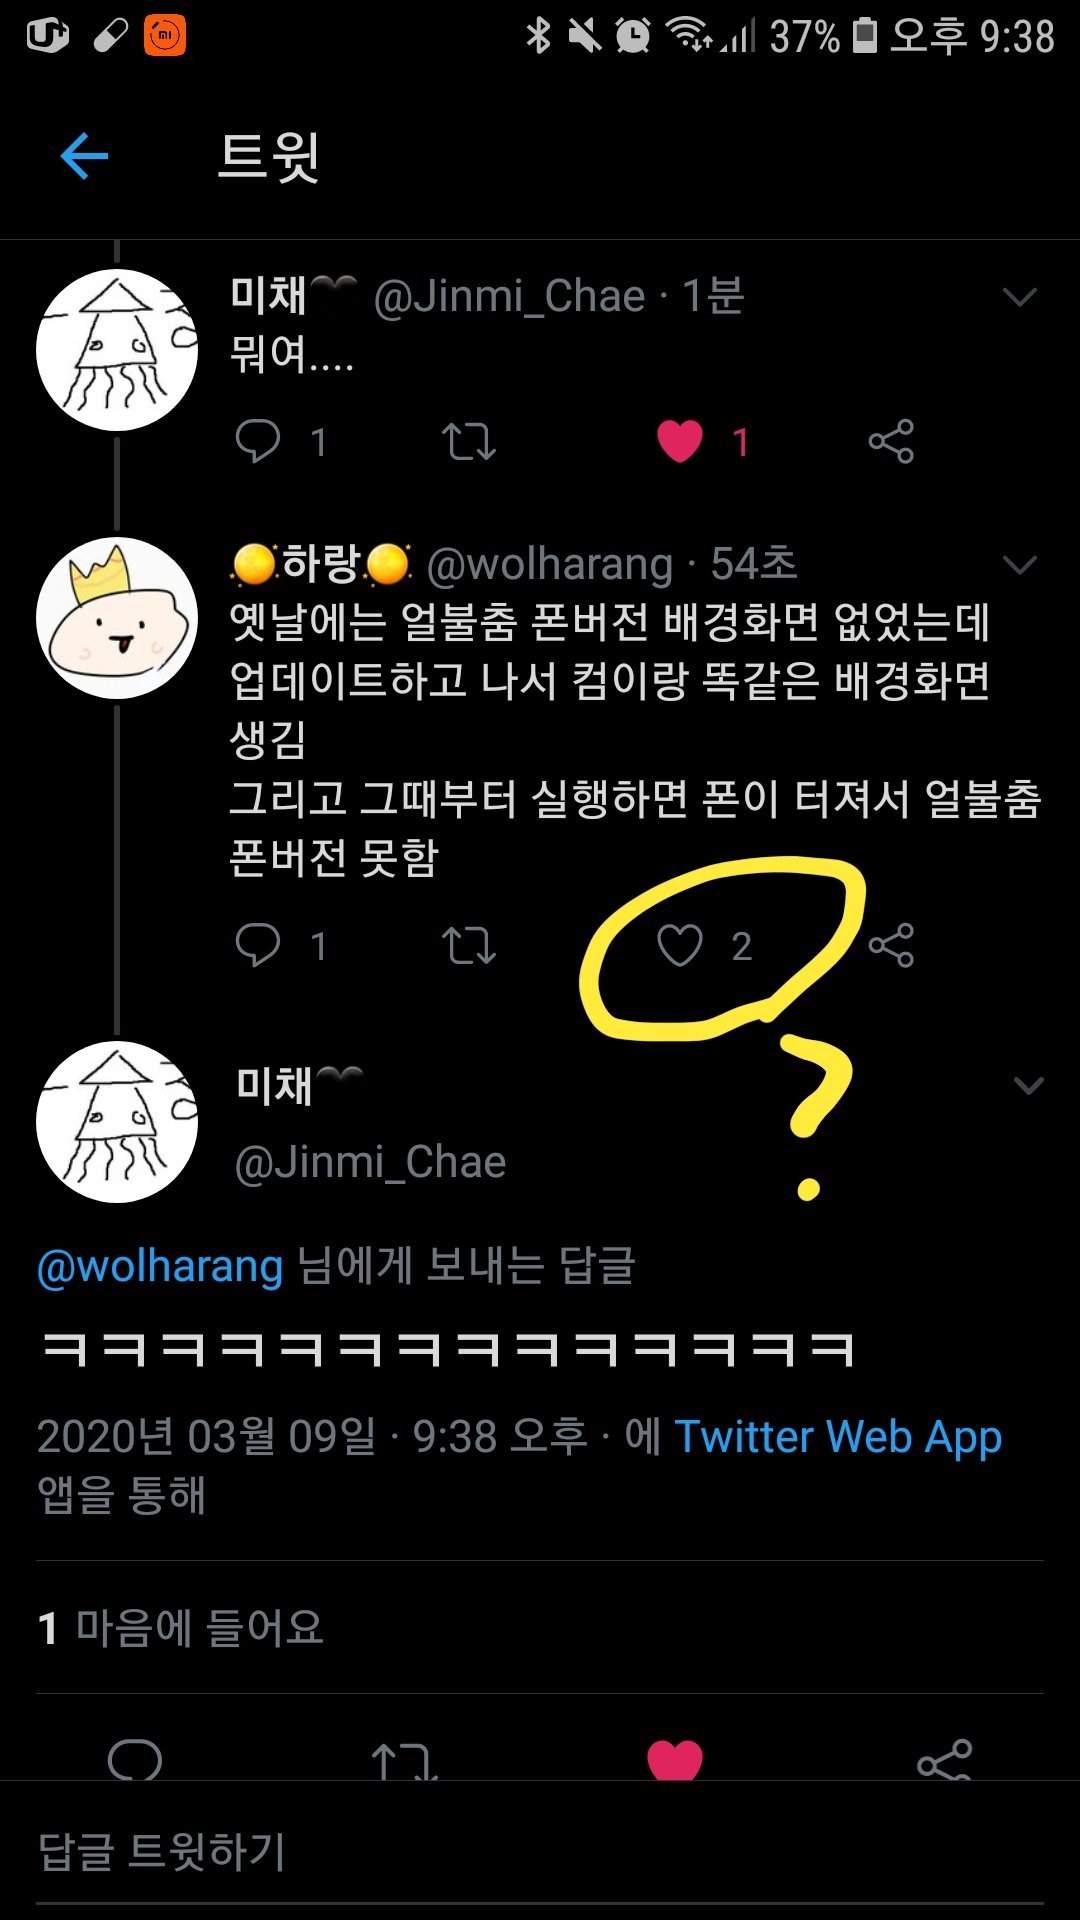 U+ MI 37% 오후 9:38
트윗
미채🖤 @Jinmi_Chae · 1분
뭐여....
1 1
🌕하랑🌕 @wolharang · 54초
옛날에는 얼불춤 폰버전 배경화면 없었는데
업데이트하고 나서 컴이랑 똑같은 배경화면
생김
그리고 그때부터 실행하면 폰이 터져서 얼불춤
폰버전 못함
1 2
?
미채🖤
@Jinmi_Chae
@wolharang 님에게 보내는 답글
ㅋㅋㅋㅋㅋㅋㅋㅋㅋㅋㅋㅋㅋㅋ
2020년 03월 09일 · 9:38 오후 · 에 Twitter Web App
앱을 통해
1 마음에 들어요
답글 트윗하기